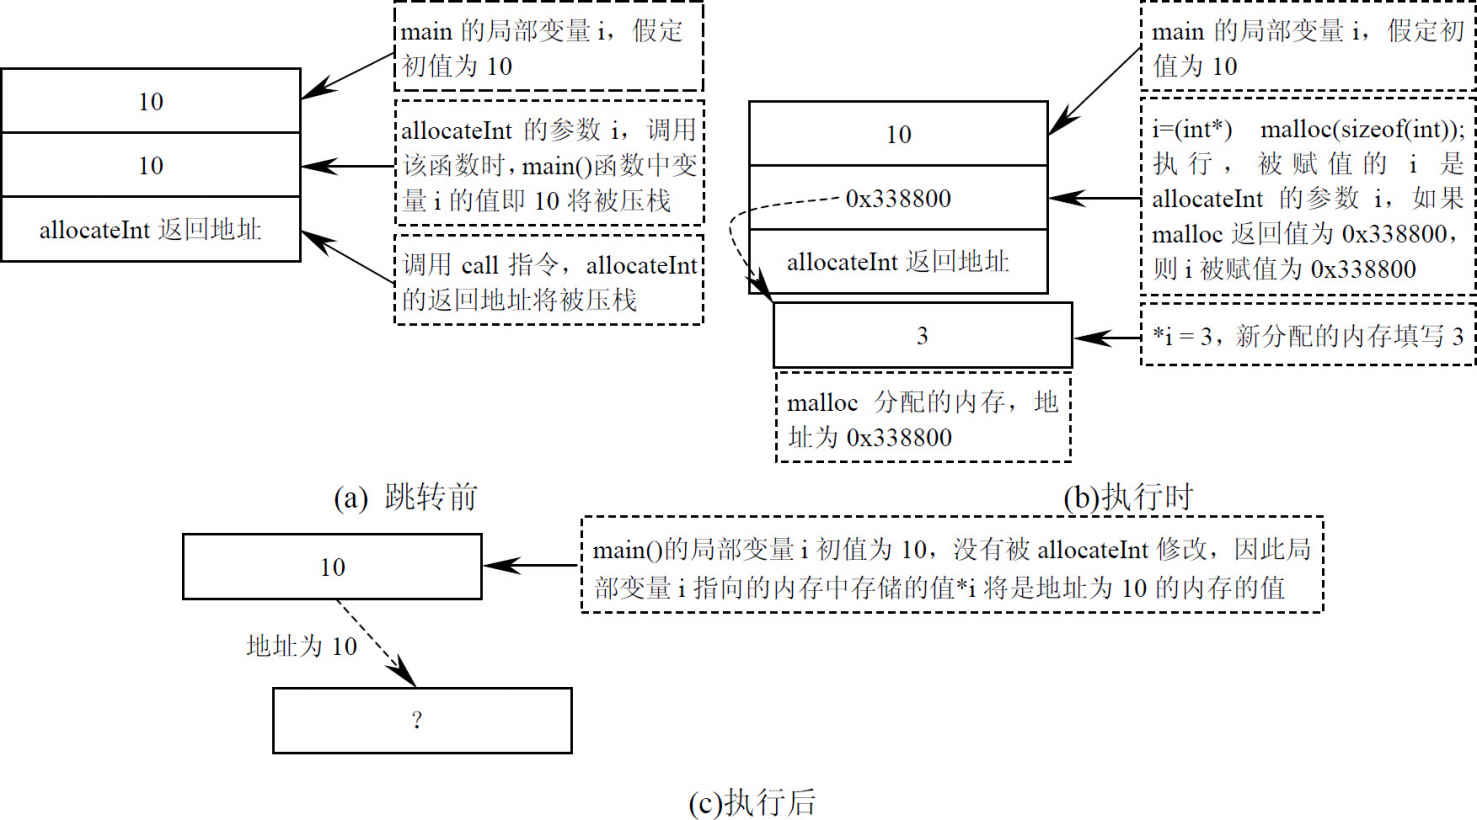 main 的局部变量 i，假定
初值为 10
10
allocateInt 的参数 i，调用
该函数时，main()函数中变
量 i 的值即 10 将被压栈
10
allocateInt 返回地址
调用 call 指令，allocateInt
的返回地址将被压栈
(a) 跳转前
main 的局部变量 i，假定初
值为 10
10
i=(int*) malloc(sizeof(int));
执行，被赋值的 i 是
allocateInt 的参数 i，如果
malloc 返回值为 0x338800，
则 i 被赋值为 0x338800
0x338800
allocateInt 返回地址
3
*i = 3，新分配的内存填写 3
malloc 分配的内存，地
址为 0x338800
(b)执行时
10
main()的局部变量 i 初值为 10，没有被 allocateInt 修改，因此局
部变量 i 指向的内存中存储的值*i 将是地址为 10 的内存的值
地址为 10
？
(c)执行后